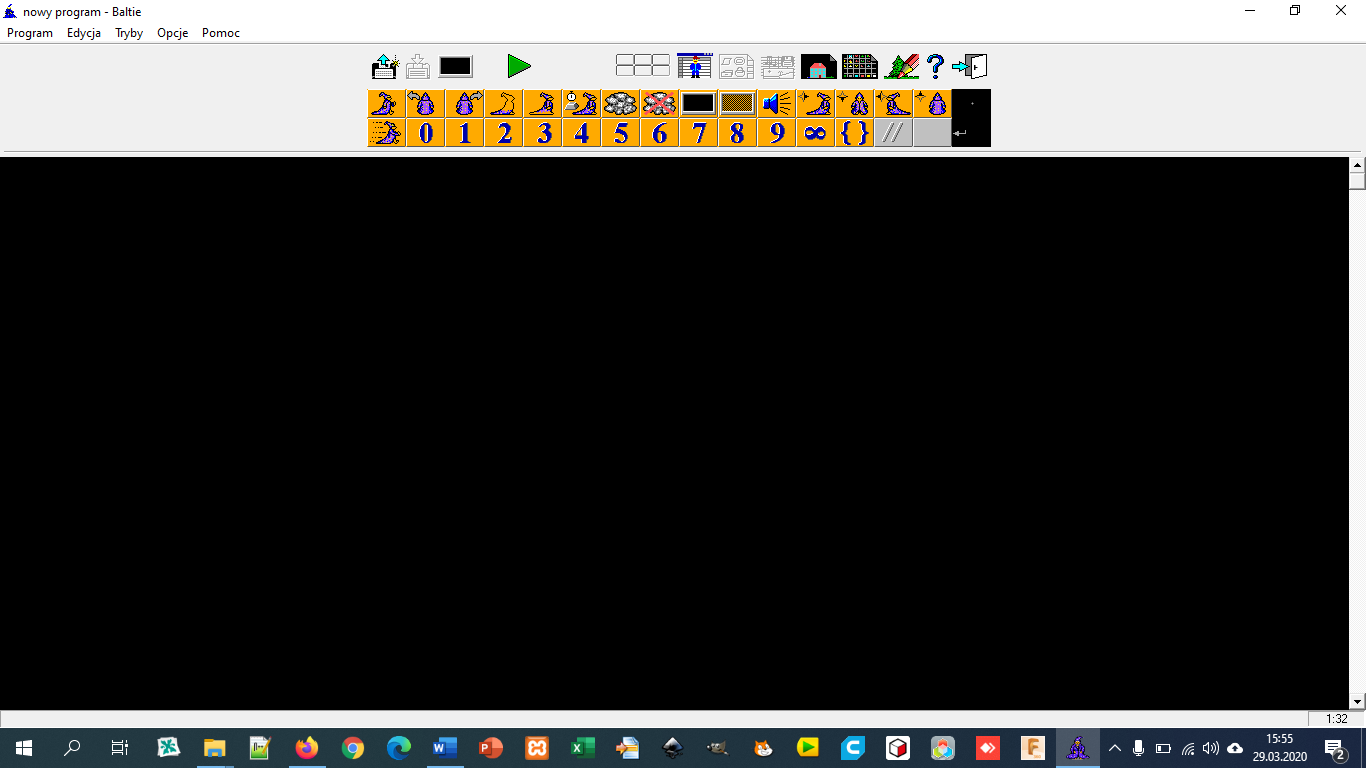 nowy program - Baltie
Program Edycja Tryby Opcje Pomoc
?
0 1 2 3 4 5 6 7 8 9 ∞ { } //
1:32
15:55
29.03.2020
2